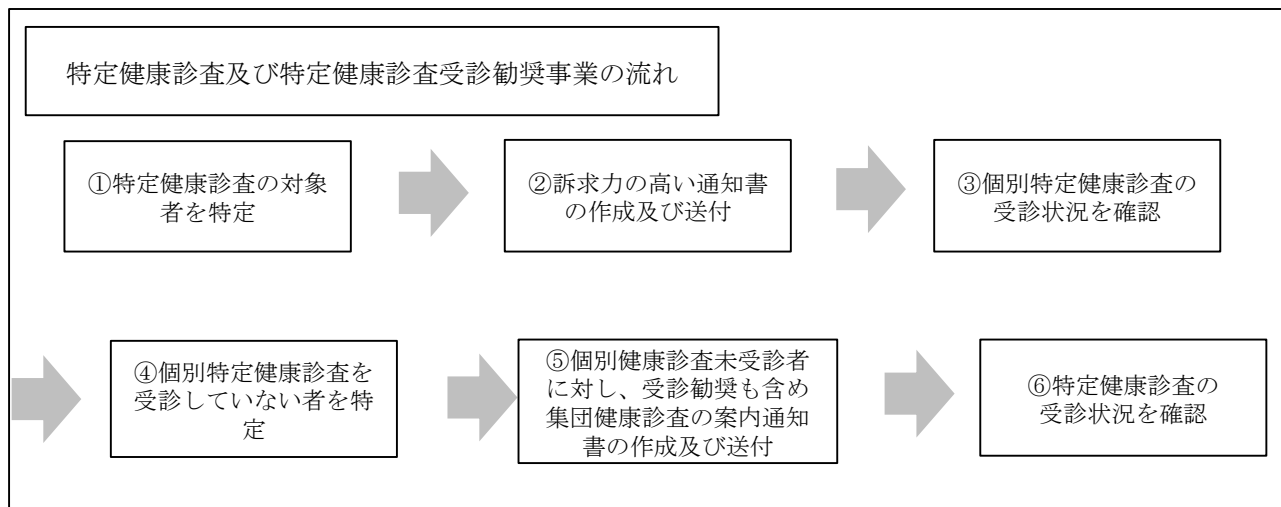 特定健康診査及び特定健康診査受診勧奨事業の流れ
①特定健康診査の対象
者を特定
②訴求力の高い通知書
の作成及び送付
③個別特定健康診査の
受診状況を確認
④個別特定健康診査を
受診していない者を特
定
⑤個別健康診査未受診者
に対し、受診勧奨も含め
集団健康診査の案内通知
書の作成及び送付
⑥特定健康診査の
受診状況を確認